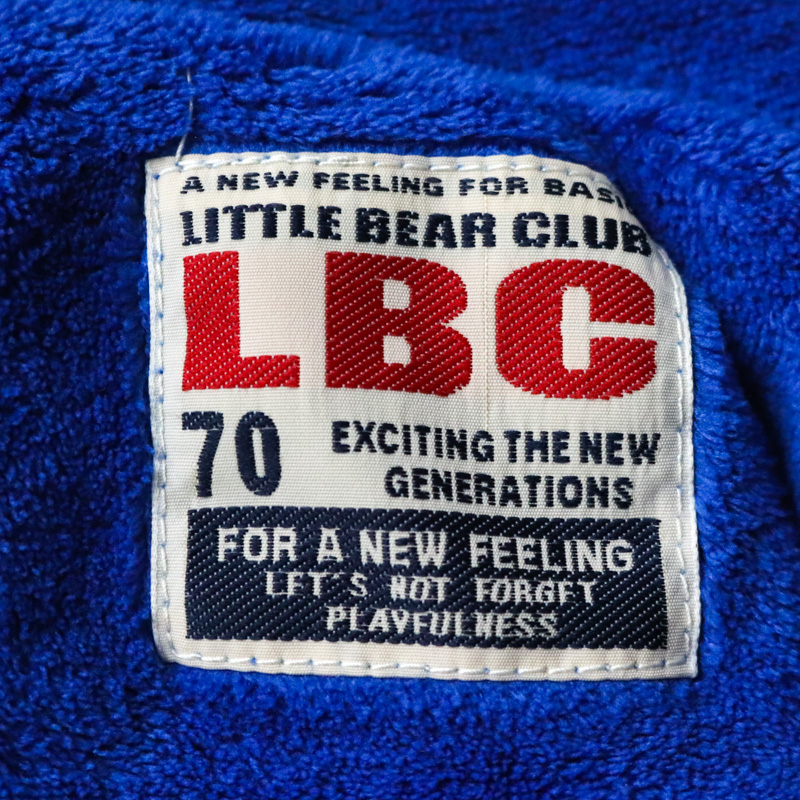 A NEW FEELING FOR BASI
LITTLE BEAR CLUB
LBC
70
EXCITING THE NEW
GENERATIONS
FOR A NEW FEELING
LET'S NOT FORGET
PLAYFULNESS